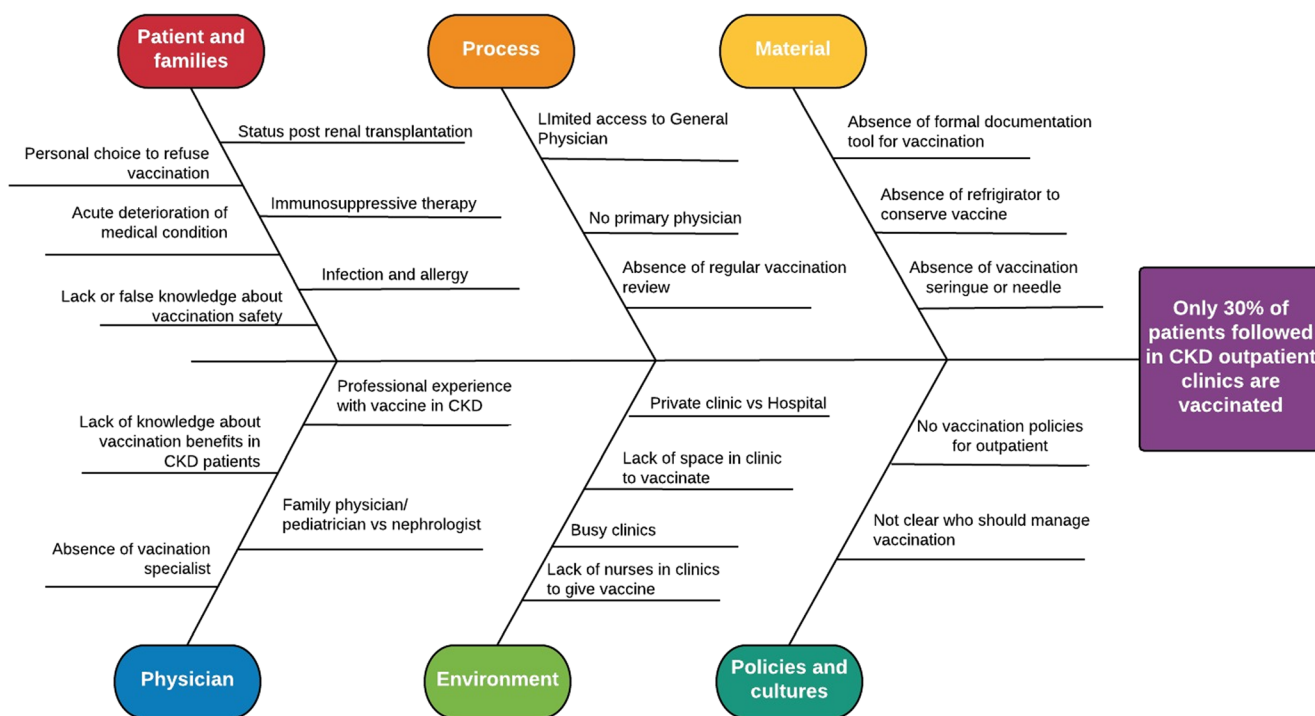 Patient and
families
Process
Material
Status post renal transplantation
Personal choice to refuse
vaccination
Immunosuppressive therapy
Acute deterioration of
medical condition
Infection and allergy
Lack or false knowledge about
vaccination safety
LImited access to General
Physician
No primary physician
Absence of regular vaccination
review
Absence of formal documentation
tool for vaccination
Absence of refrigirator to
conserve vaccine
Absence of vaccination
seringue or needle
Only 30% of
patients followed
in CKD outpatient
clinics are
vaccinated
Professional experience
with vaccine in CKD
Lack of knowledge about
vaccination benefits in
CKD patients
Family physician/
pediatrician vs nephrologist
Absence of vacination
specialist
Private clinic vs Hospital
Lack of space in clinic
to vaccinate
Busy clinics
Lack of nurses in clinics
to give vaccine
No vaccination policies
for outpatient
Not clear who should manage
vaccination
Physician
Environment
Policies and
cultures